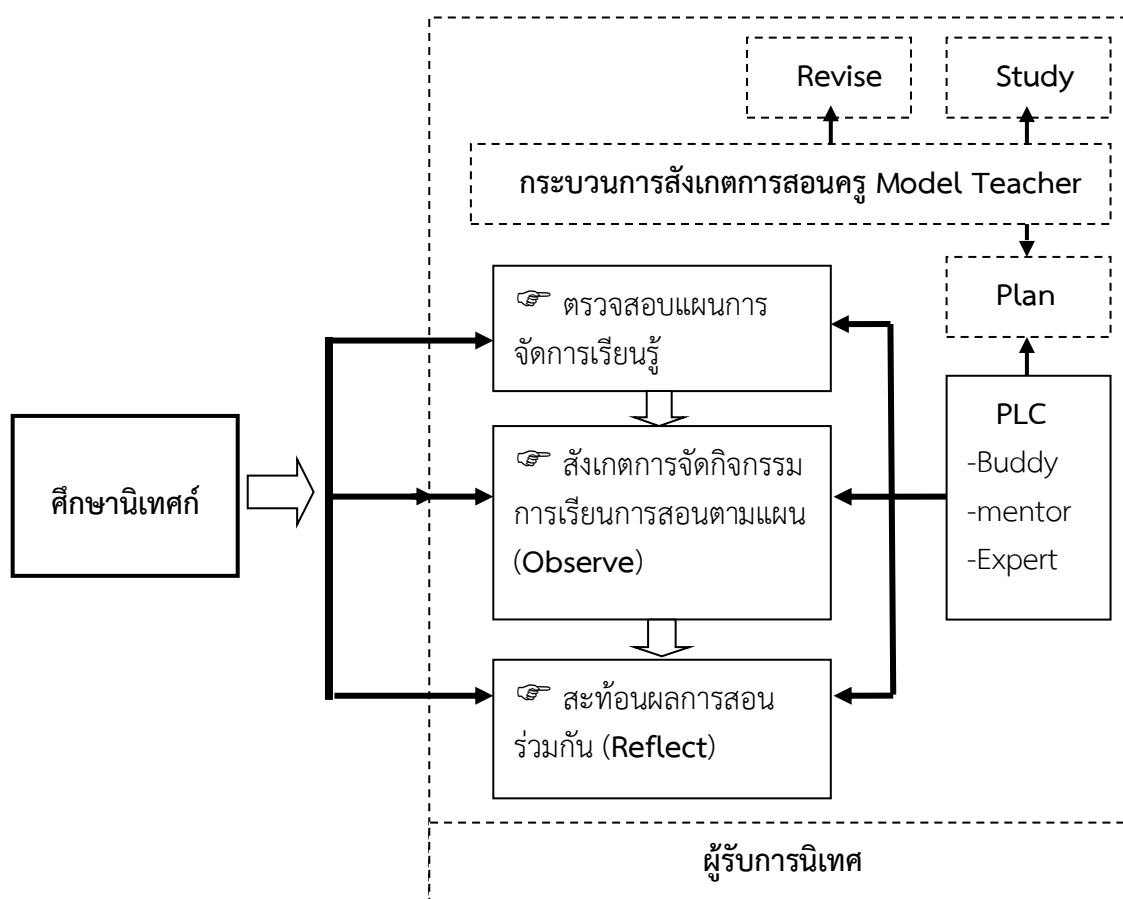 Revise
Study
กระบวนการสังเกตการสอนครู Model Teacher
Plan
☞ ตรวจสอบแผนการ
จัดการเรียนรู้
PLC
-Buddy
-mentor
-Expert
☞ สังเกตการจัดกิจกรรม
การเรียนการสอนตามแผน
(Observe)
ศึกษานิเทศก์
☞ สะท้อนผลการสอน
ร่วมกัน (Reflect)
ผู้รับการนิเทศ